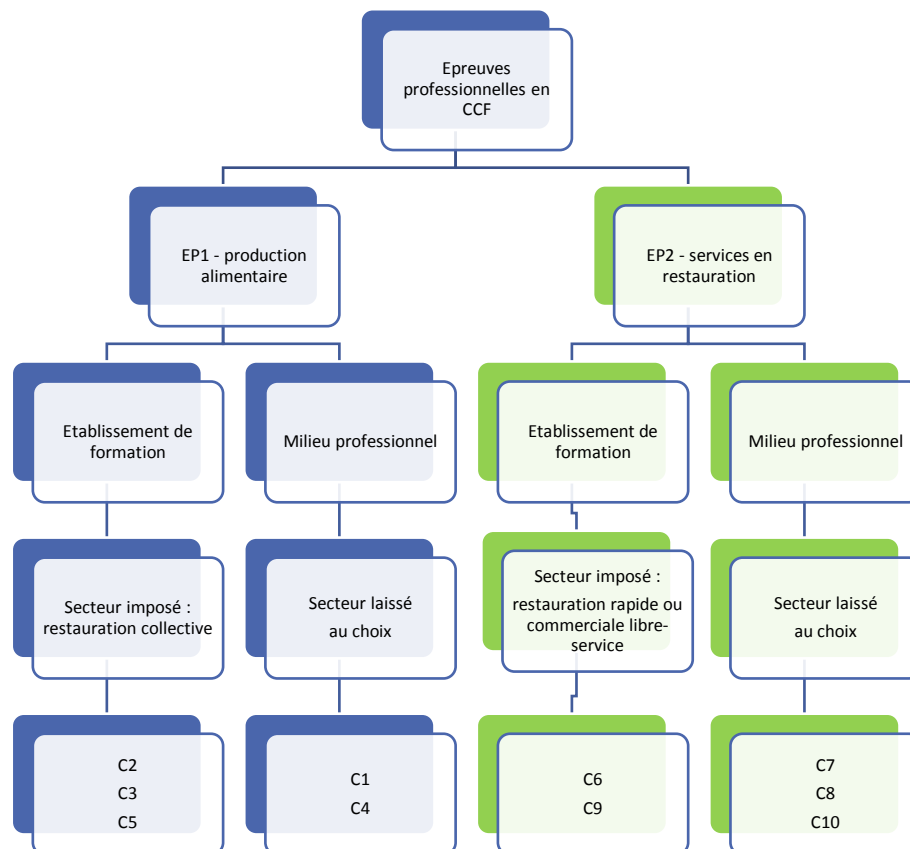 Epreuves
professionnelles en
CCF
EP1 - production
alimentaire
EP2 - services en
restauration
Etablissement de
formation
Milieu professionnel
Etablissement de
formation
Milieu professionnel
Secteur imposé :
restauration collective
Secteur laissé
au choix
Secteur imposé :
restauration rapide ou
commerciale libre-
service
Secteur laissé
au choix
C2
C3
C5
C1
C4
C6
C9
C7
C8
C10